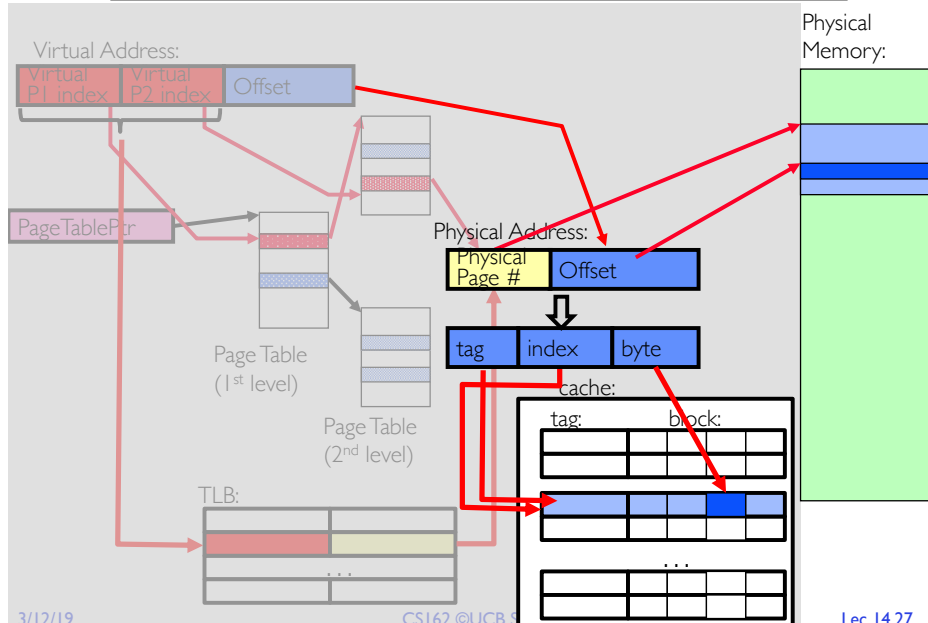 Physical
Memory:
Virtual Address:
Virtual
P1 index
Virtual
P2 index
Offset
PageTablePtr
Physical Address:
Physical
Page #
Offset
tag
index
byte
Page Table
(1st level)
cache:
tag:
block:
Page Table
(2nd level)
TLB:
...
...
3/12/19
CS162 ©UCB S
Lec 14.27